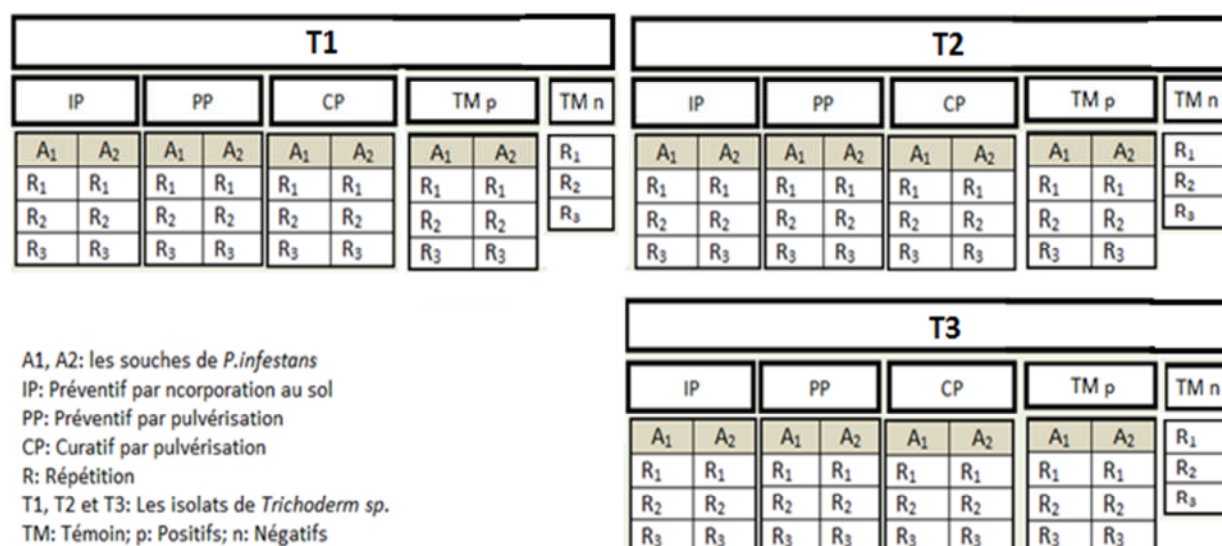 T1
IP PP CP TM p TM n
A₁ A₂ A₁ A₂ A₁ A₂ A₁ A₂ R₁
R₁ R₁ R₁ R₁ R₁ R₁ R₁ R₁ R₂
R₂ R₂ R₂ R₂ R₂ R₂ R₂ R₂ R₃
R₃ R₃ R₃ R₃ R₃ R₃ R₃ R₃
T2
IP PP CP TM p TM n
A₁ A₂ A₁ A₂ A₁ A₂ A₁ A₂ R₁
R₁ R₁ R₁ R₁ R₁ R₁ R₁ R₁ R₂
R₂ R₂ R₂ R₂ R₂ R₂ R₂ R₂ R₃
R₃ R₃ R₃ R₃ R₃ R₃ R₃ R₃
A1, A2: les souches de P.infestans
IP: Préventif par ncorporation au sol
PP: Préventif par pulvérisation
CP: Curatif par pulvérisation
R: Répétition
T1, T2 et T3: Les isolats de Trichoderm sp.
TM: Témoin; p: Positifs; n: Négatifs
T3
IP PP CP TM p TM n
A₁ A₂ A₁ A₂ A₁ A₂ A₁ A₂ R₁
R₁ R₁ R₁ R₁ R₁ R₁ R₁ R₁ R₂
R₂ R₂ R₂ R₂ R₂ R₂ R₂ R₂ R₃
R₃ R₃ R₃ R₃ R₃ R₃ R₃ R₃